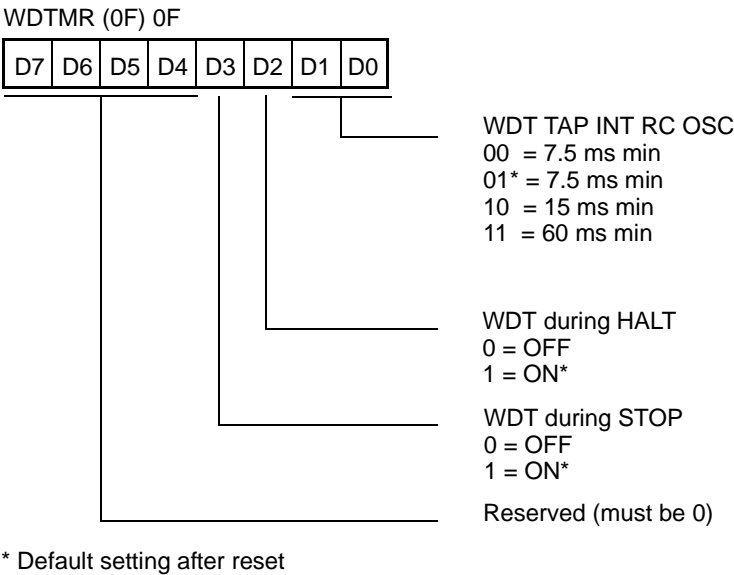 WDTMR (0F) 0F
D7 D6 D5 D4 D3 D2 D1 D0
WDT TAP INT RC OSC
00 = 7.5 ms min
01* = 7.5 ms min
10 = 15 ms min
11 = 60 ms min
WDT during HALT
0 = OFF
1 = ON*
WDT during STOP
0 = OFF
1 = ON*
Reserved (must be 0)
* Default setting after reset